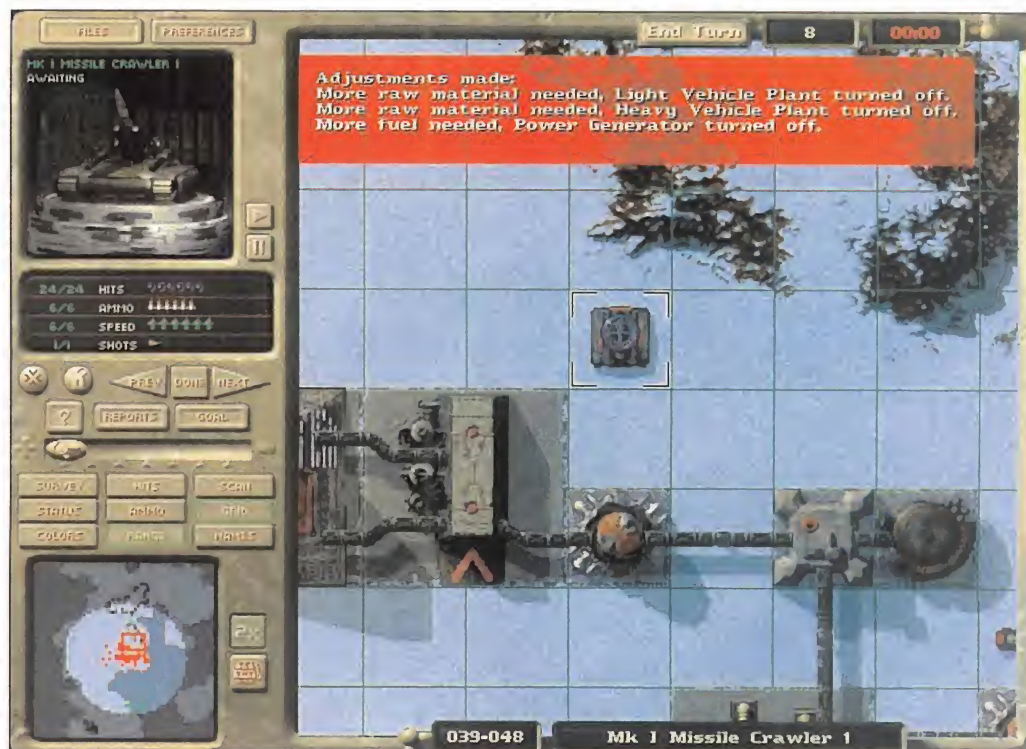 FILES
PREFERENCES
End Turn
8
00:00
MK I MISSILE CRAWLER I
AWAITING
Adjustments made:
More raw material needed, Light Vehicle Plant turned off.
More raw material needed, Heavy Vehicle Plant turned off.
More fuel needed, Power Generator turned off.
24/24 HITS
6/6 AMMO
6/6 SPEED
1/1 SHOTS
PREV
DONE
NEXT
?
REPORTS
GOAL
SURVEY
HITS
SCAN
STATUS
AMMO
GRID
COLORS
RANGE
NAMES
2x
039-048
Mk I Missile Crawler 1